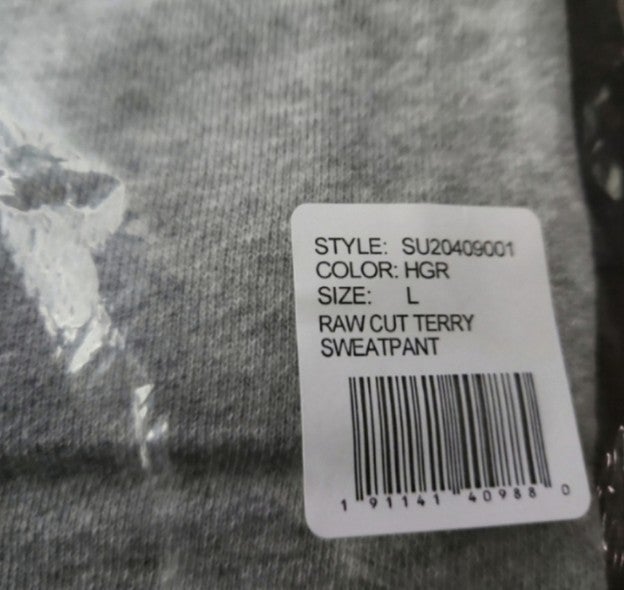 STYLE: SU20409001
COLOR: HGR
SIZE: L
RAW CUT TERRY
SWEATPANT
1 91141 40988 0